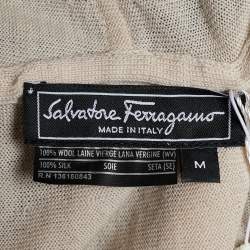 Salvatore Ferragamo
MADE IN ITALY
100% WOOL LAINE VIERGE LANA VERGINE (WV)
100% SILK SOIE SETA (SE)
R.N 136160843
M